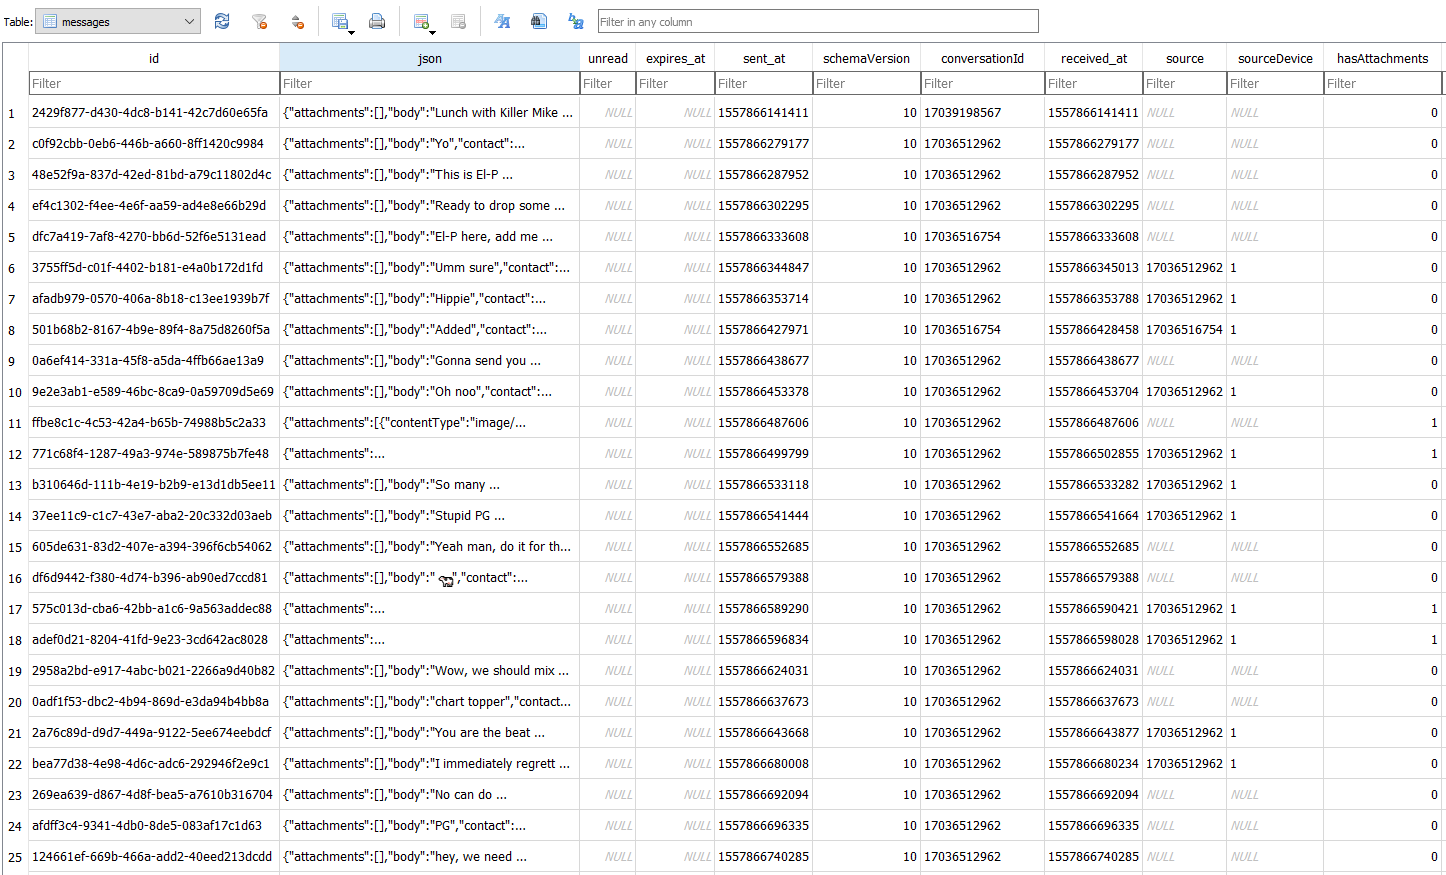 Table: messages Filter in any column
id json unread expires_at sent_at schemaVersion conversationId received_at source sourceDevice hasAttachments
Filter Filter Filter Filter Filter Filter Filter Filter Filter Filter Filter
1 2429f877-d430-4dc8-b141-42c7d60e65fa {"attachments":[],"body":"Lunch with Killer Mike ... NULL NULL 1557866141411 10 17039198567 1557866141411 NULL NULL 0
2 c0f92cbb-0eb6-446b-a660-8ff1420c9984 {"attachments":[],"body":"Yo","contact":... NULL NULL 1557866279177 10 17036512962 1557866279177 NULL NULL 0
3 48e52f9a-837d-42ed-81bd-a79c11802d4c {"attachments":[],"body":"This is El-P ... NULL NULL 1557866287952 10 17036512962 1557866287952 NULL NULL 0
4 ef4c1302-f4ee-4e6f-aa59-ad4e8e66b29d {"attachments":[],"body":"Ready to drop some ... NULL NULL 1557866302295 10 17036512962 1557866302295 NULL NULL 0
5 dfc7a419-7af8-4270-bb6d-52f6e5131ead {"attachments":[],"body":"El-P here, add me ... NULL NULL 1557866333608 10 17036516754 1557866333608 NULL NULL 0
6 3755ff5d-c01f-4402-b181-e4a0b172d1fd {"attachments":[],"body":"Umm sure","contact":... NULL NULL 1557866344847 10 17036512962 1557866345013 17036512962 1 0
7 afadb979-0570-406a-8b18-c13ee1939b7f {"attachments":[],"body":"Hippie","contact":... NULL NULL 1557866353714 10 17036512962 1557866353788 17036512962 1 0
8 501b68b2-8167-4b9e-89f4-8a75d8260f5a {"attachments":[],"body":"Added","contact":... NULL NULL 1557866427971 10 17036516754 1557866428458 17036516754 1 0
9 0a6ef414-331a-45f8-a5da-4ffb66ae13a9 {"attachments":[],"body":"Gonna send you ... NULL NULL 1557866438677 10 17036512962 1557866438677 NULL NULL 0
10 9e2e3ab1-e589-46bc-8ca9-0a59709d5e69 {"attachments":[],"body":"Oh noo","contact":... NULL NULL 1557866453378 10 17036512962 1557866453704 17036512962 1 0
11 ffbe8c1c-4c53-42a4-b65b-74988b5c2a33 {"attachments":[{"contentType":"image/... NULL NULL 1557866487606 10 17036512962 1557866487606 NULL NULL 1
12 771c68f4-1287-49a3-974e-589875b7fe48 {"attachments":... NULL NULL 1557866499799 10 17036512962 1557866502855 17036512962 1 1
13 b310646d-111b-4e19-b2b9-e13d1db5ee11 {"attachments":[],"body":"So many ... NULL NULL 1557866533118 10 17036512962 1557866533282 17036512962 1 0
14 37ee11c9-c1c7-43e7-aba2-20c332d03aeb {"attachments":[],"body":"Stupid PG ... NULL NULL 1557866541444 10 17036512962 1557866541664 17036512962 1 0
15 605de631-83d2-407e-a394-396f6cb54062 {"attachments":[],"body":"Yeah man, do it for th... NULL NULL 1557866552685 10 17036512962 1557866552685 NULL NULL 0
16 df6d9442-f380-4d74-b396-ab90ed7ccd81 {"attachments":[],"body":" 🐄","contact":... NULL NULL 1557866579388 10 17036512962 1557866579388 NULL NULL 0
17 575c013d-cba6-42bb-a1c6-9a563addec88 {"attachments":... NULL NULL 1557866589290 10 17036512962 1557866590421 17036512962 1 1
18 adef0d21-8204-41fd-9e23-3cd642ac8028 {"attachments":... NULL NULL 1557866596834 10 17036512962 1557866598028 17036512962 1 1
19 2958a2bd-e917-4abc-b021-2266a9d40b82 {"attachments":[],"body":"Wow, we should mix ... NULL NULL 1557866624031 10 17036512962 1557866624031 NULL NULL 0
20 0adf1f53-dbc2-4b94-869d-e3da94b4bb8a {"attachments":[],"body":"chart topper","contact... NULL NULL 1557866637673 10 17036512962 1557866637673 NULL NULL 0
21 2a76c89d-d9d7-449a-9122-5ee674eebdcf {"attachments":[],"body":"You are the beat ... NULL NULL 1557866643668 10 17036512962 1557866643877 17036512962 1 0
22 bea77d38-4e98-4d6c-adc6-292946f2e9c1 {"attachments":[],"body":"I immediately regrett ... NULL NULL 1557866680008 10 17036512962 1557866680234 17036512962 1 0
23 269ea639-d867-4d8f-bea5-a7610b316704 {"attachments":[],"body":"No can do ... NULL NULL 1557866692094 10 17036512962 1557866692094 NULL NULL 0
24 afdff3c4-9341-4db0-8de5-083af17c1d63 {"attachments":[],"body":"PG","contact":... NULL NULL 1557866696335 10 17036512962 1557866696335 NULL NULL 0
25 124661ef-669b-466a-add2-40eed213dcdd {"attachments":[],"body":"hey, we need ... NULL NULL 1557866740285 10 17036512962 1557866740285 NULL NULL 0